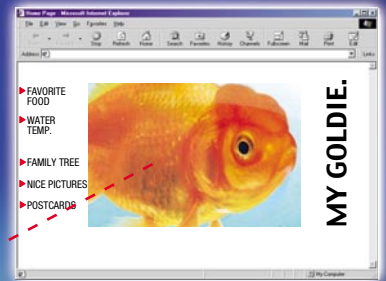 Home Page - Microsoft Internet Explorer
File Edit View Go Favorites Help
Stop Refresh Home Search Favorites History Channels Fullscreen Mail Print Edit
Address Links
FAVORITE
FOOD
WATER
TEMP.
FAMILY TREE
NICE PICTURES
POSTCARDS
MY GOLDIE.
My Computer